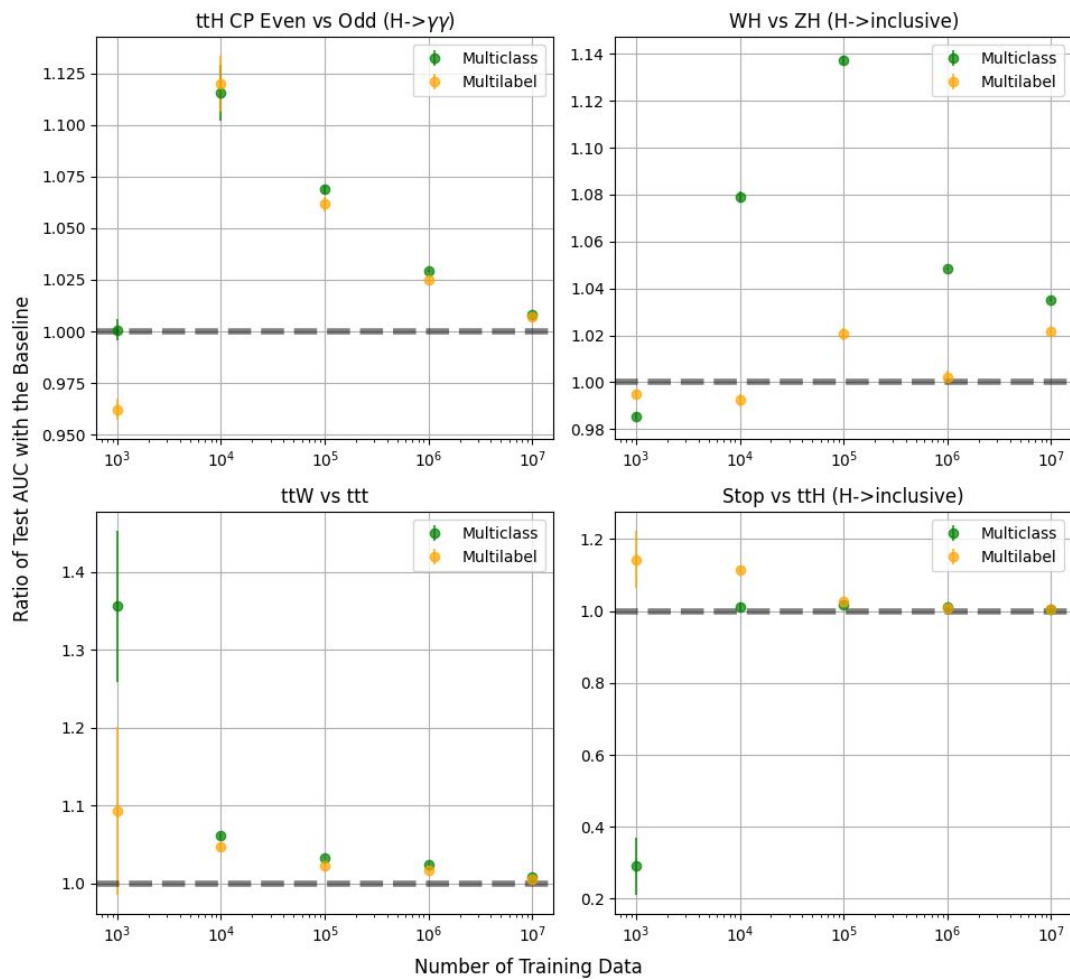 ttH CP Even vs Odd (H->γγ)
Multiclass
Multilabel
1.125
1.100
1.075
1.050
1.025
1.000
0.975
0.950
10³ 10⁴ 10⁵ 10⁶ 10⁷
WH vs ZH (H->inclusive)
Multiclass
Multilabel
1.14
1.12
1.10
1.08
1.06
1.04
1.02
1.00
0.98
10³ 10⁴ 10⁵ 10⁶ 10⁷
Ratio of Test AUC with the Baseline
ttW vs ttt
Multiclass
Multilabel
1.4
1.3
1.2
1.1
1.0
10³ 10⁴ 10⁵ 10⁶ 10⁷
Stop vs ttH (H->inclusive)
Multiclass
Multilabel
1.2
1.0
0.8
0.6
0.4
0.2
10³ 10⁴ 10⁵ 10⁶ 10⁷
Number of Training Data